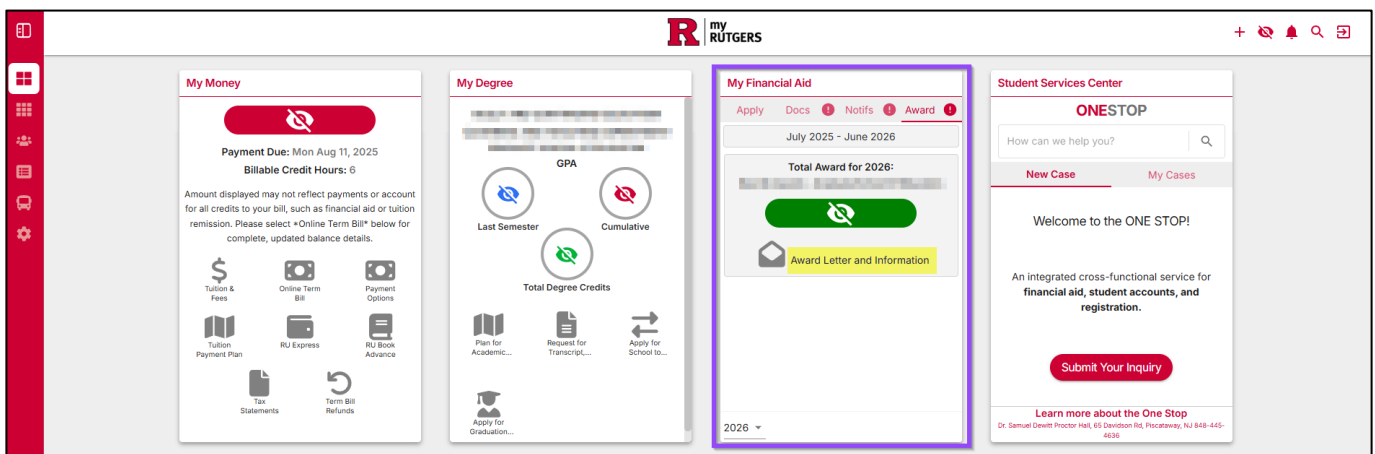 R my
RUTGERS
My Money
Payment Due: Mon Aug 11, 2025
Billable Credit Hours: 6
Amount displayed may not reflect payments or account
for all credits to your bill, such as financial aid or tuition
remission. Please select *Online Term Bill* below for
complete, updated balance details.
Tuition &
Fees
Online Term
Bill
Payment
Options
Tuition
Payment Plan
RU Express
RU Book
Advance
Tax
Statements
Term Bill
Refunds
My Degree
GPA
Last Semester
Cumulative
Total Degree Credits
Plan for
Academic...
Request for
Transcript,...
Apply for
School to...
Apply for
Graduation...
My Financial Aid
Apply Docs ! Notifs ! Award !
July 2025 - June 2026
Total Award for 2026:
Award Letter and Information
2026
Student Services Center
ONESTOP
How can we help you?
New Case My Cases
Welcome to the ONE STOP!
An integrated cross-functional service for
financial aid, student accounts, and
registration.
Submit Your Inquiry
Learn more about the One Stop
Dr. Samuel Dewitt Proctor Hall, 65 Davidson Rd, Piscataway, NJ 848-445-
4636